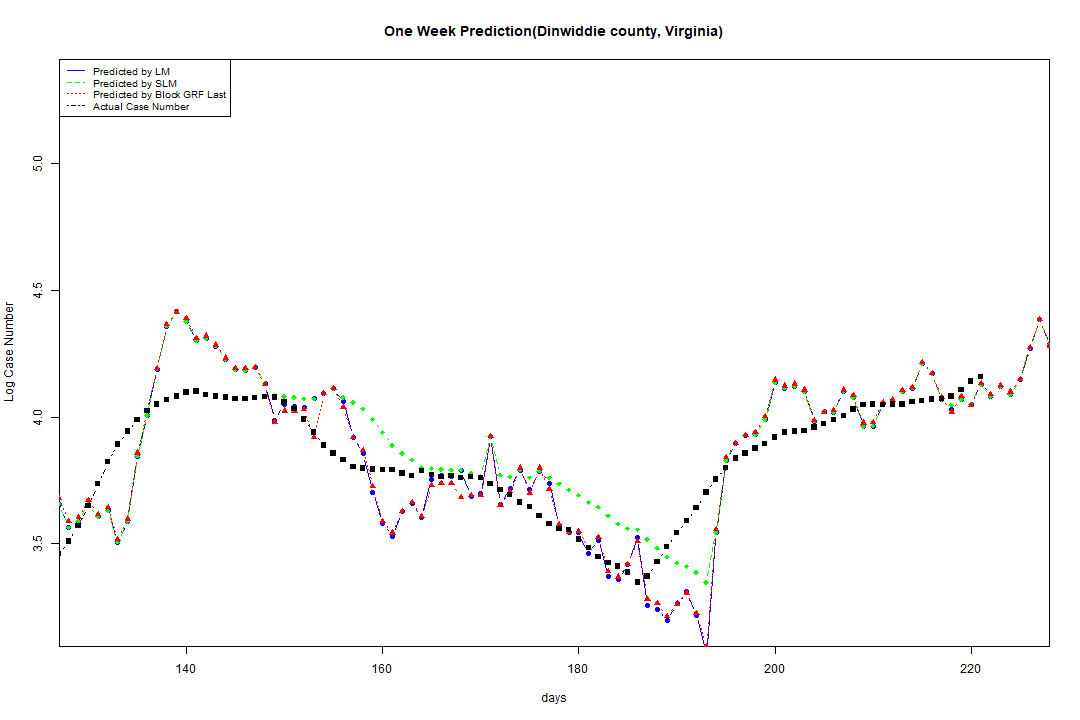 One Week Prediction(Dinwiddie county, Virginia)
Predicted by LM
Predicted by SLM
Predicted by Block GRF Last
Actual Case Number
5.0
4.5
4.0
3.5
Log Case Number
140 160 180 200 220
days